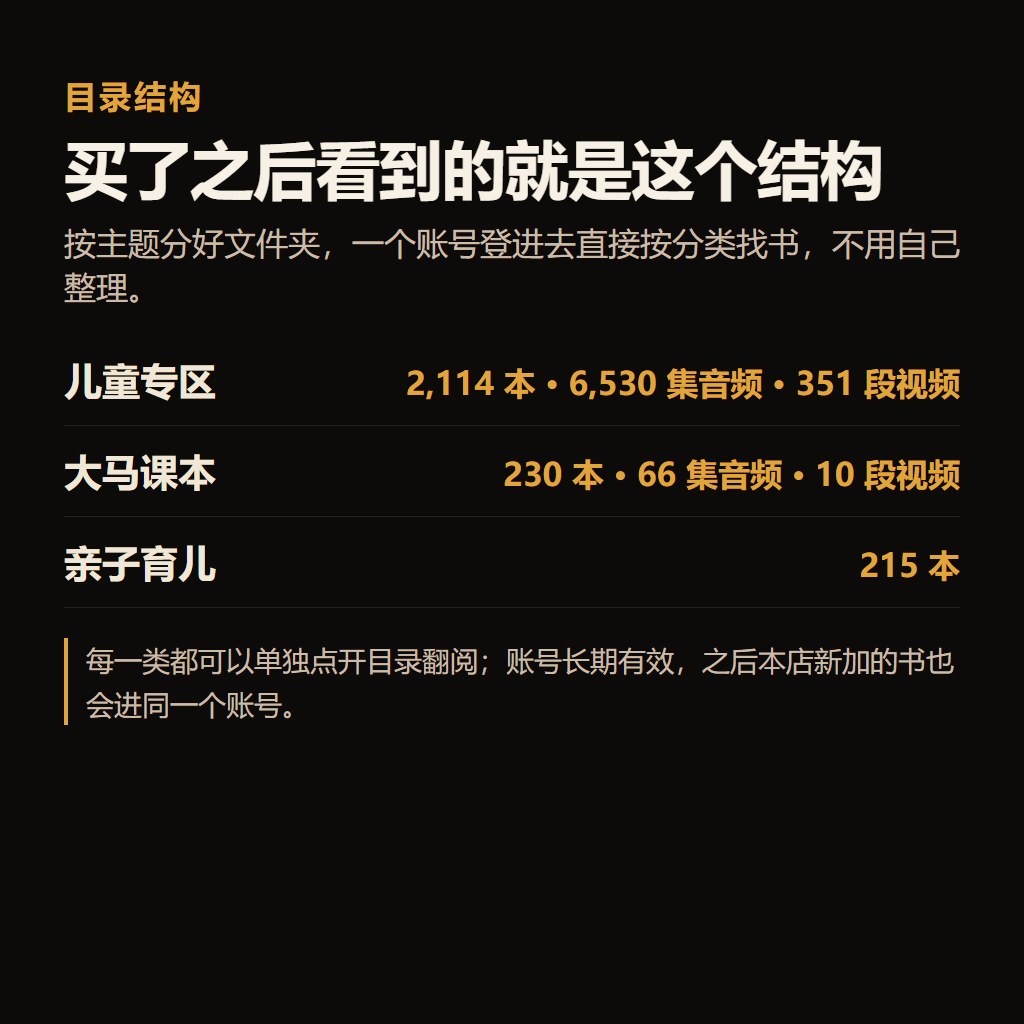 目录结构
买了之后看到的就是这个结构
按主题分好文件夹，一个账号登进去直接按分类找书，不用自己
整理。
儿童专区 2,114 本 · 6,530 集音频 · 351 段视频
大马课本 230 本 · 66 集音频 · 10 段视频
亲子育儿 215 本
每一类都可以单独点开目录翻阅；账号长期有效，之后本店新加的书也
会进同一个账号。